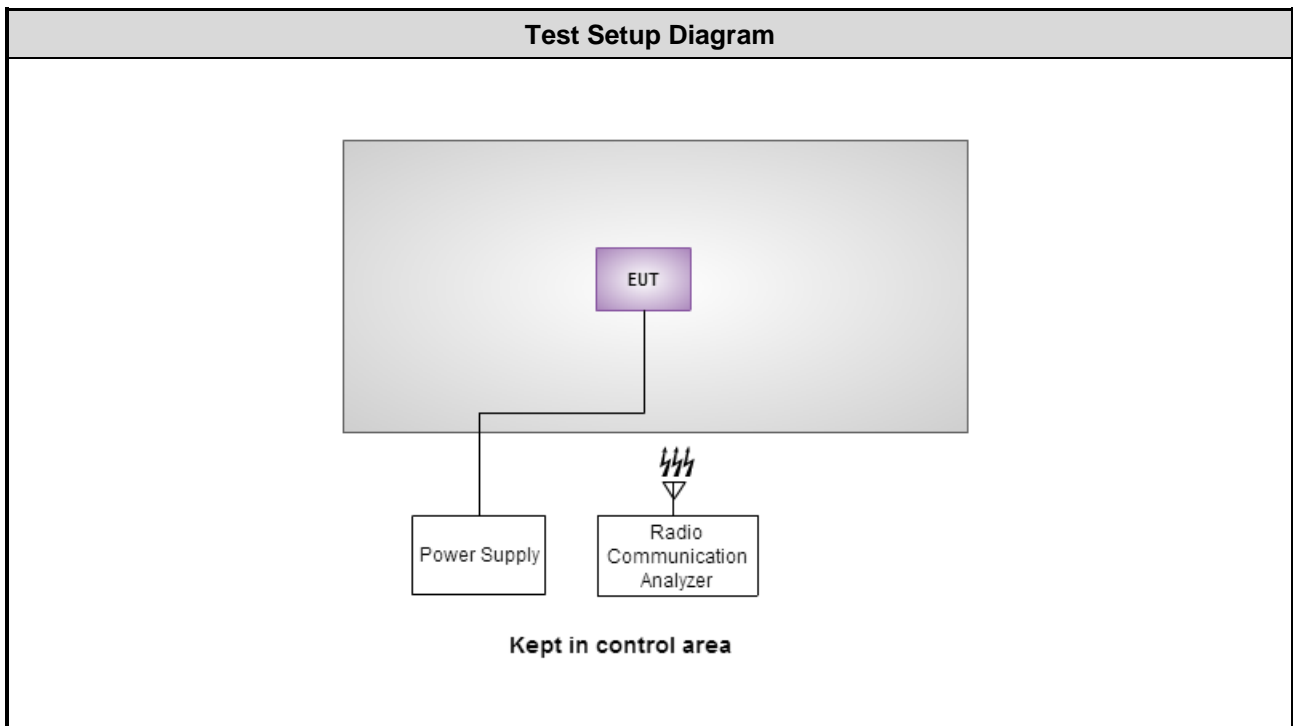 Test Setup Diagram
EUT
Power Supply
Radio
Communication
Analyzer
Kept in control area